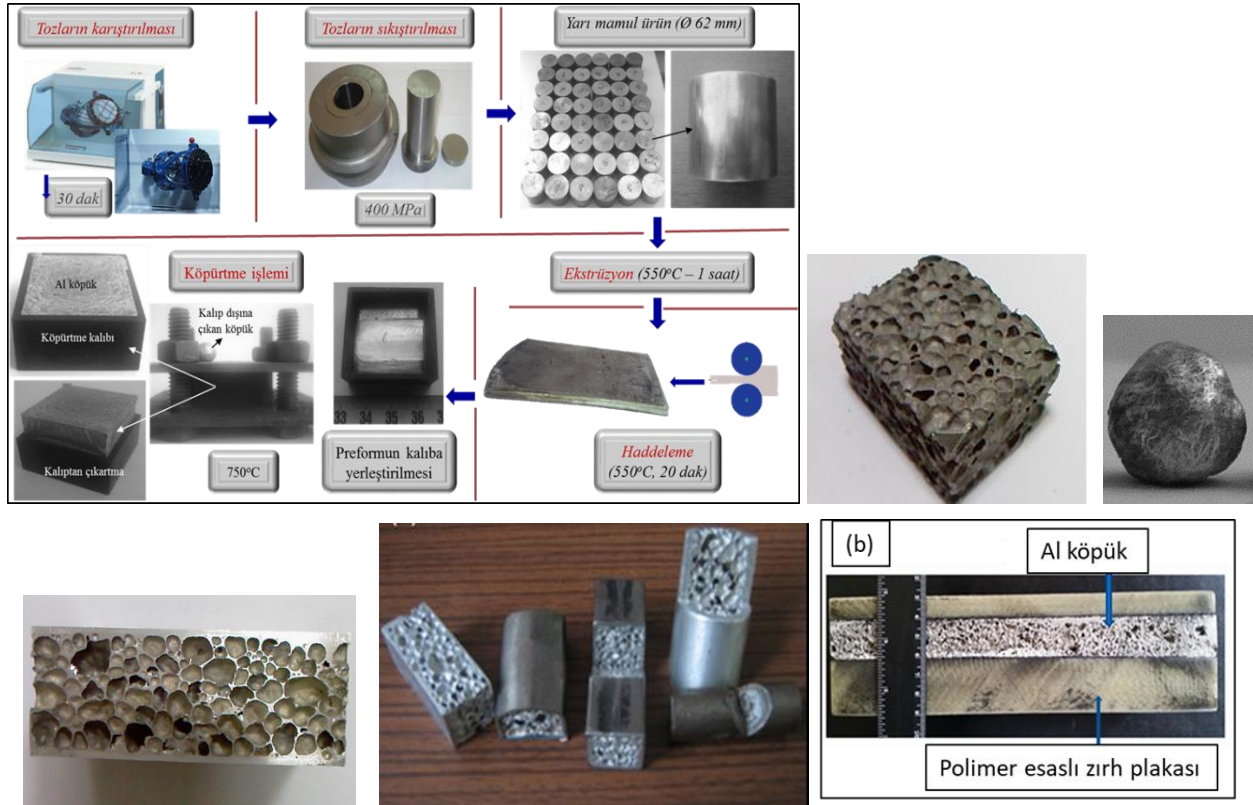 Tozların karıştırılması
Tozların sıkıştırılması
Yarı mamul ürün (Ø 62 mm)
30 dak
400 MPa
Köpürtme işlemi
Ekstrüzyon (550°C – 1 saat)
Al köpük
Köpürtme kalıbı
Kalıp dışına
çıkan köpük
33 34 35 36 3
Kalıptan çıkartma
750°C
Preformun kalıba
yerleştirilmesi
Haddeleme
(550°C, 20 dak)
(b)
Al köpük
Polimer esaslı zırh plakası